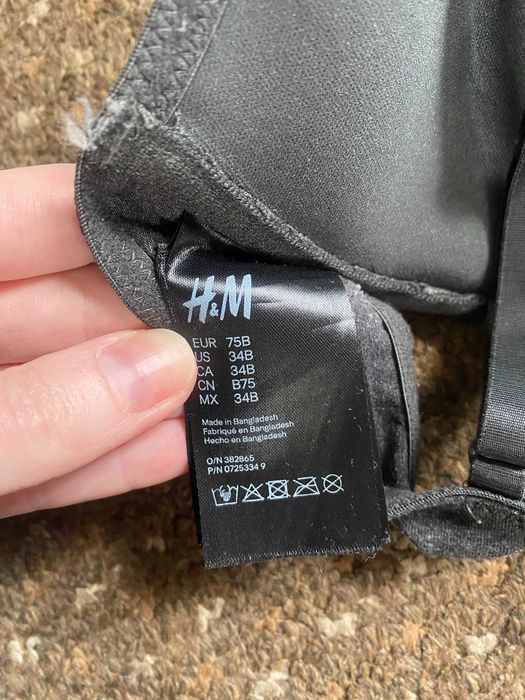 H&M
EUR 75B
US 34B
CA 34B
CN B75
MX 34B
Made in Bangladesh
Fabriqué en Bangladesh
Hecho en Bangladesh
O/N 382865
P/N 0725334 9